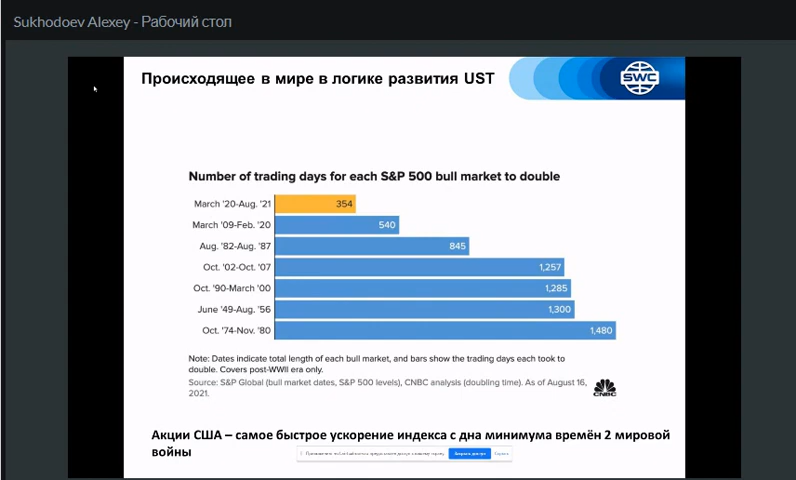 Sukhodoev Alexey - Рабочий стол
Происходящее в мире в логике развития UST
SWC
Number of trading days for each S&P 500 bull market to double
March '20-Aug. '21 354
March '09-Feb. '20 540
Aug. '82-Aug. '87 845
Oct. '02-Oct. '07 1,257
Oct. '90-March '00 1,285
June '49-Aug. '56 1,300
Oct. '74-Nov. '80 1,480
Note: Dates indicate total length of each bull market, and bars show the trading days each took to
double. Covers post-WWII era only.
Source: S&P Global (bull market dates, S&P 500 levels), CNBC analysis (doubling time). As of August 16,
2021.
CNBC
Акции США – самое быстрое ускорение индекса с дна минимума времён 2 мировой
войны